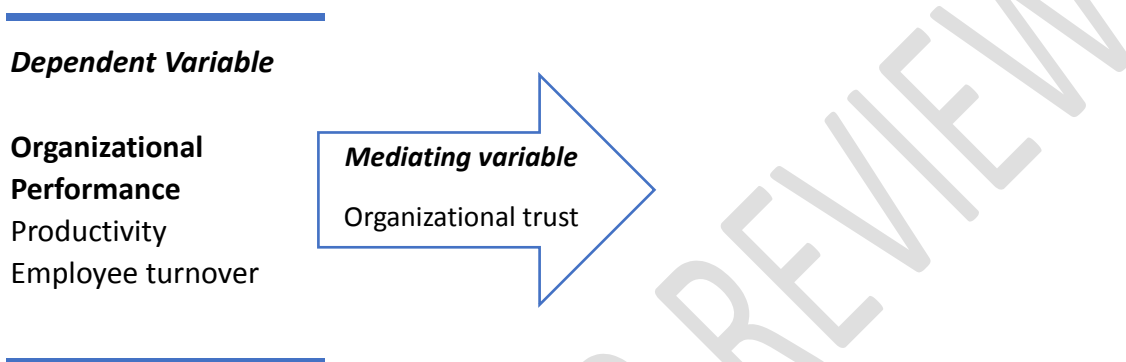 Dependent Variable
Organizational
Performance
Productivity
Employee turnover
Mediating variable
Organizational trust
REVIEW